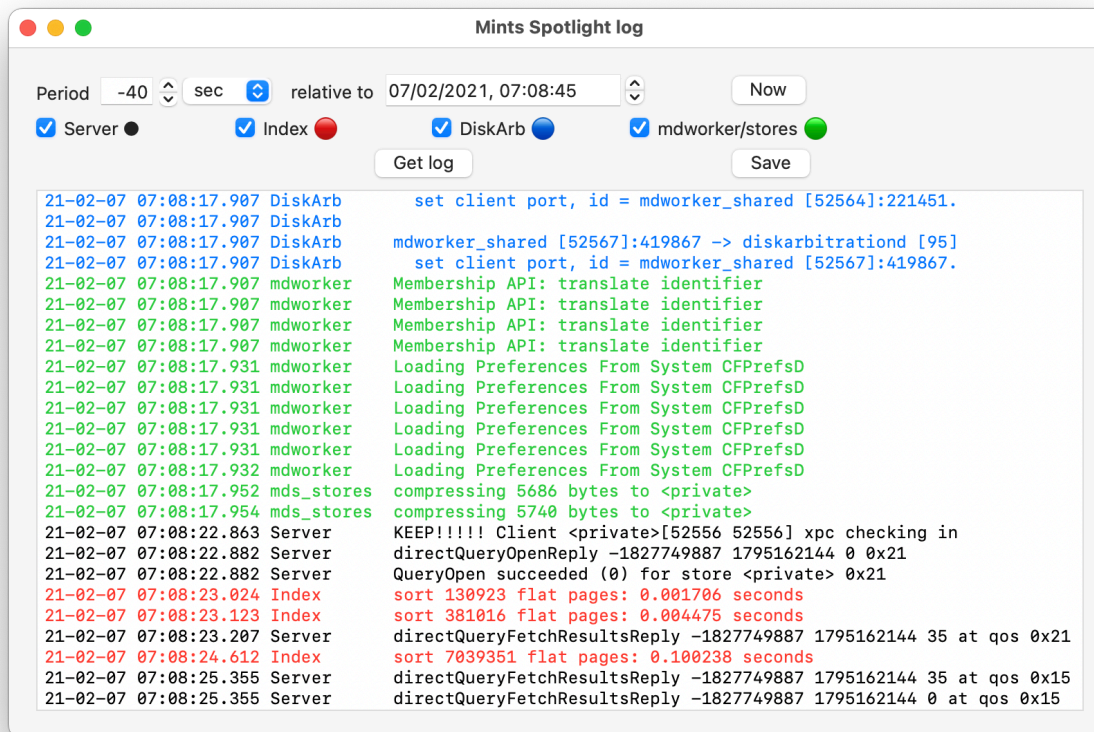 Mints Spotlight log
Period -40 sec relative to 07/02/2021, 07:08:45 Now
Server Index DiskArb mdworker/stores
Get log Save
21-02-07 07:08:17.907 DiskArb set client port, id = mdworker_shared [52564]:221451.
21-02-07 07:08:17.907 DiskArb
21-02-07 07:08:17.907 DiskArb mdworker_shared [52567]:419867 -> diskarbitrationd [95]
21-02-07 07:08:17.907 DiskArb set client port, id = mdworker_shared [52567]:419867.
21-02-07 07:08:17.907 mdworker Membership API: translate identifier
21-02-07 07:08:17.907 mdworker Membership API: translate identifier
21-02-07 07:08:17.907 mdworker Membership API: translate identifier
21-02-07 07:08:17.907 mdworker Membership API: translate identifier
21-02-07 07:08:17.931 mdworker Loading Preferences From System CFPrefsD
21-02-07 07:08:17.931 mdworker Loading Preferences From System CFPrefsD
21-02-07 07:08:17.931 mdworker Loading Preferences From System CFPrefsD
21-02-07 07:08:17.931 mdworker Loading Preferences From System CFPrefsD
21-02-07 07:08:17.931 mdworker Loading Preferences From System CFPrefsD
21-02-07 07:08:17.932 mdworker Loading Preferences From System CFPrefsD
21-02-07 07:08:17.952 mds_stores compressing 5686 bytes to <private>
21-02-07 07:08:17.954 mds_stores compressing 5740 bytes to <private>
21-02-07 07:08:22.863 Server KEEP!!!!! Client <private>[52556 52556] xpc checking in
21-02-07 07:08:22.882 Server directQueryOpenReply -1827749887 1795162144 0 0x21
21-02-07 07:08:22.882 Server QueryOpen succeeded (0) for store <private> 0x21
21-02-07 07:08:23.024 Index sort 130923 flat pages: 0.001706 seconds
21-02-07 07:08:23.123 Index sort 381016 flat pages: 0.004475 seconds
21-02-07 07:08:23.207 Server directQueryFetchResultsReply -1827749887 1795162144 35 at qos 0x21
21-02-07 07:08:24.612 Index sort 7039351 flat pages: 0.100238 seconds
21-02-07 07:08:25.355 Server directQueryFetchResultsReply -1827749887 1795162144 35 at qos 0x15
21-02-07 07:08:25.355 Server directQueryFetchResultsReply -1827749887 1795162144 0 at qos 0x15